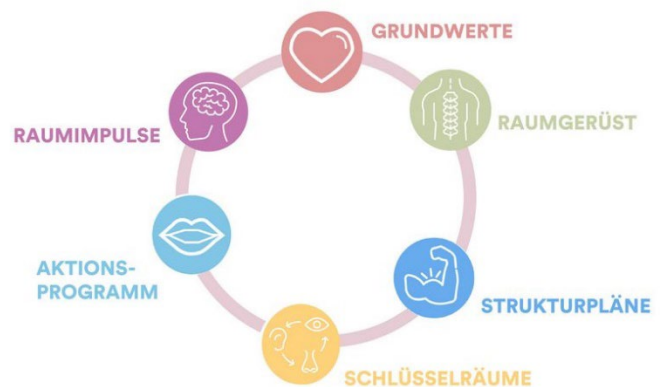 GRUNDWERTE
RAUMGERÜST
STRUKTURPLÄNE
SCHLÜSSELRÄUME
AKTIONS-
PROGRAMM
RAUMIMPULSE